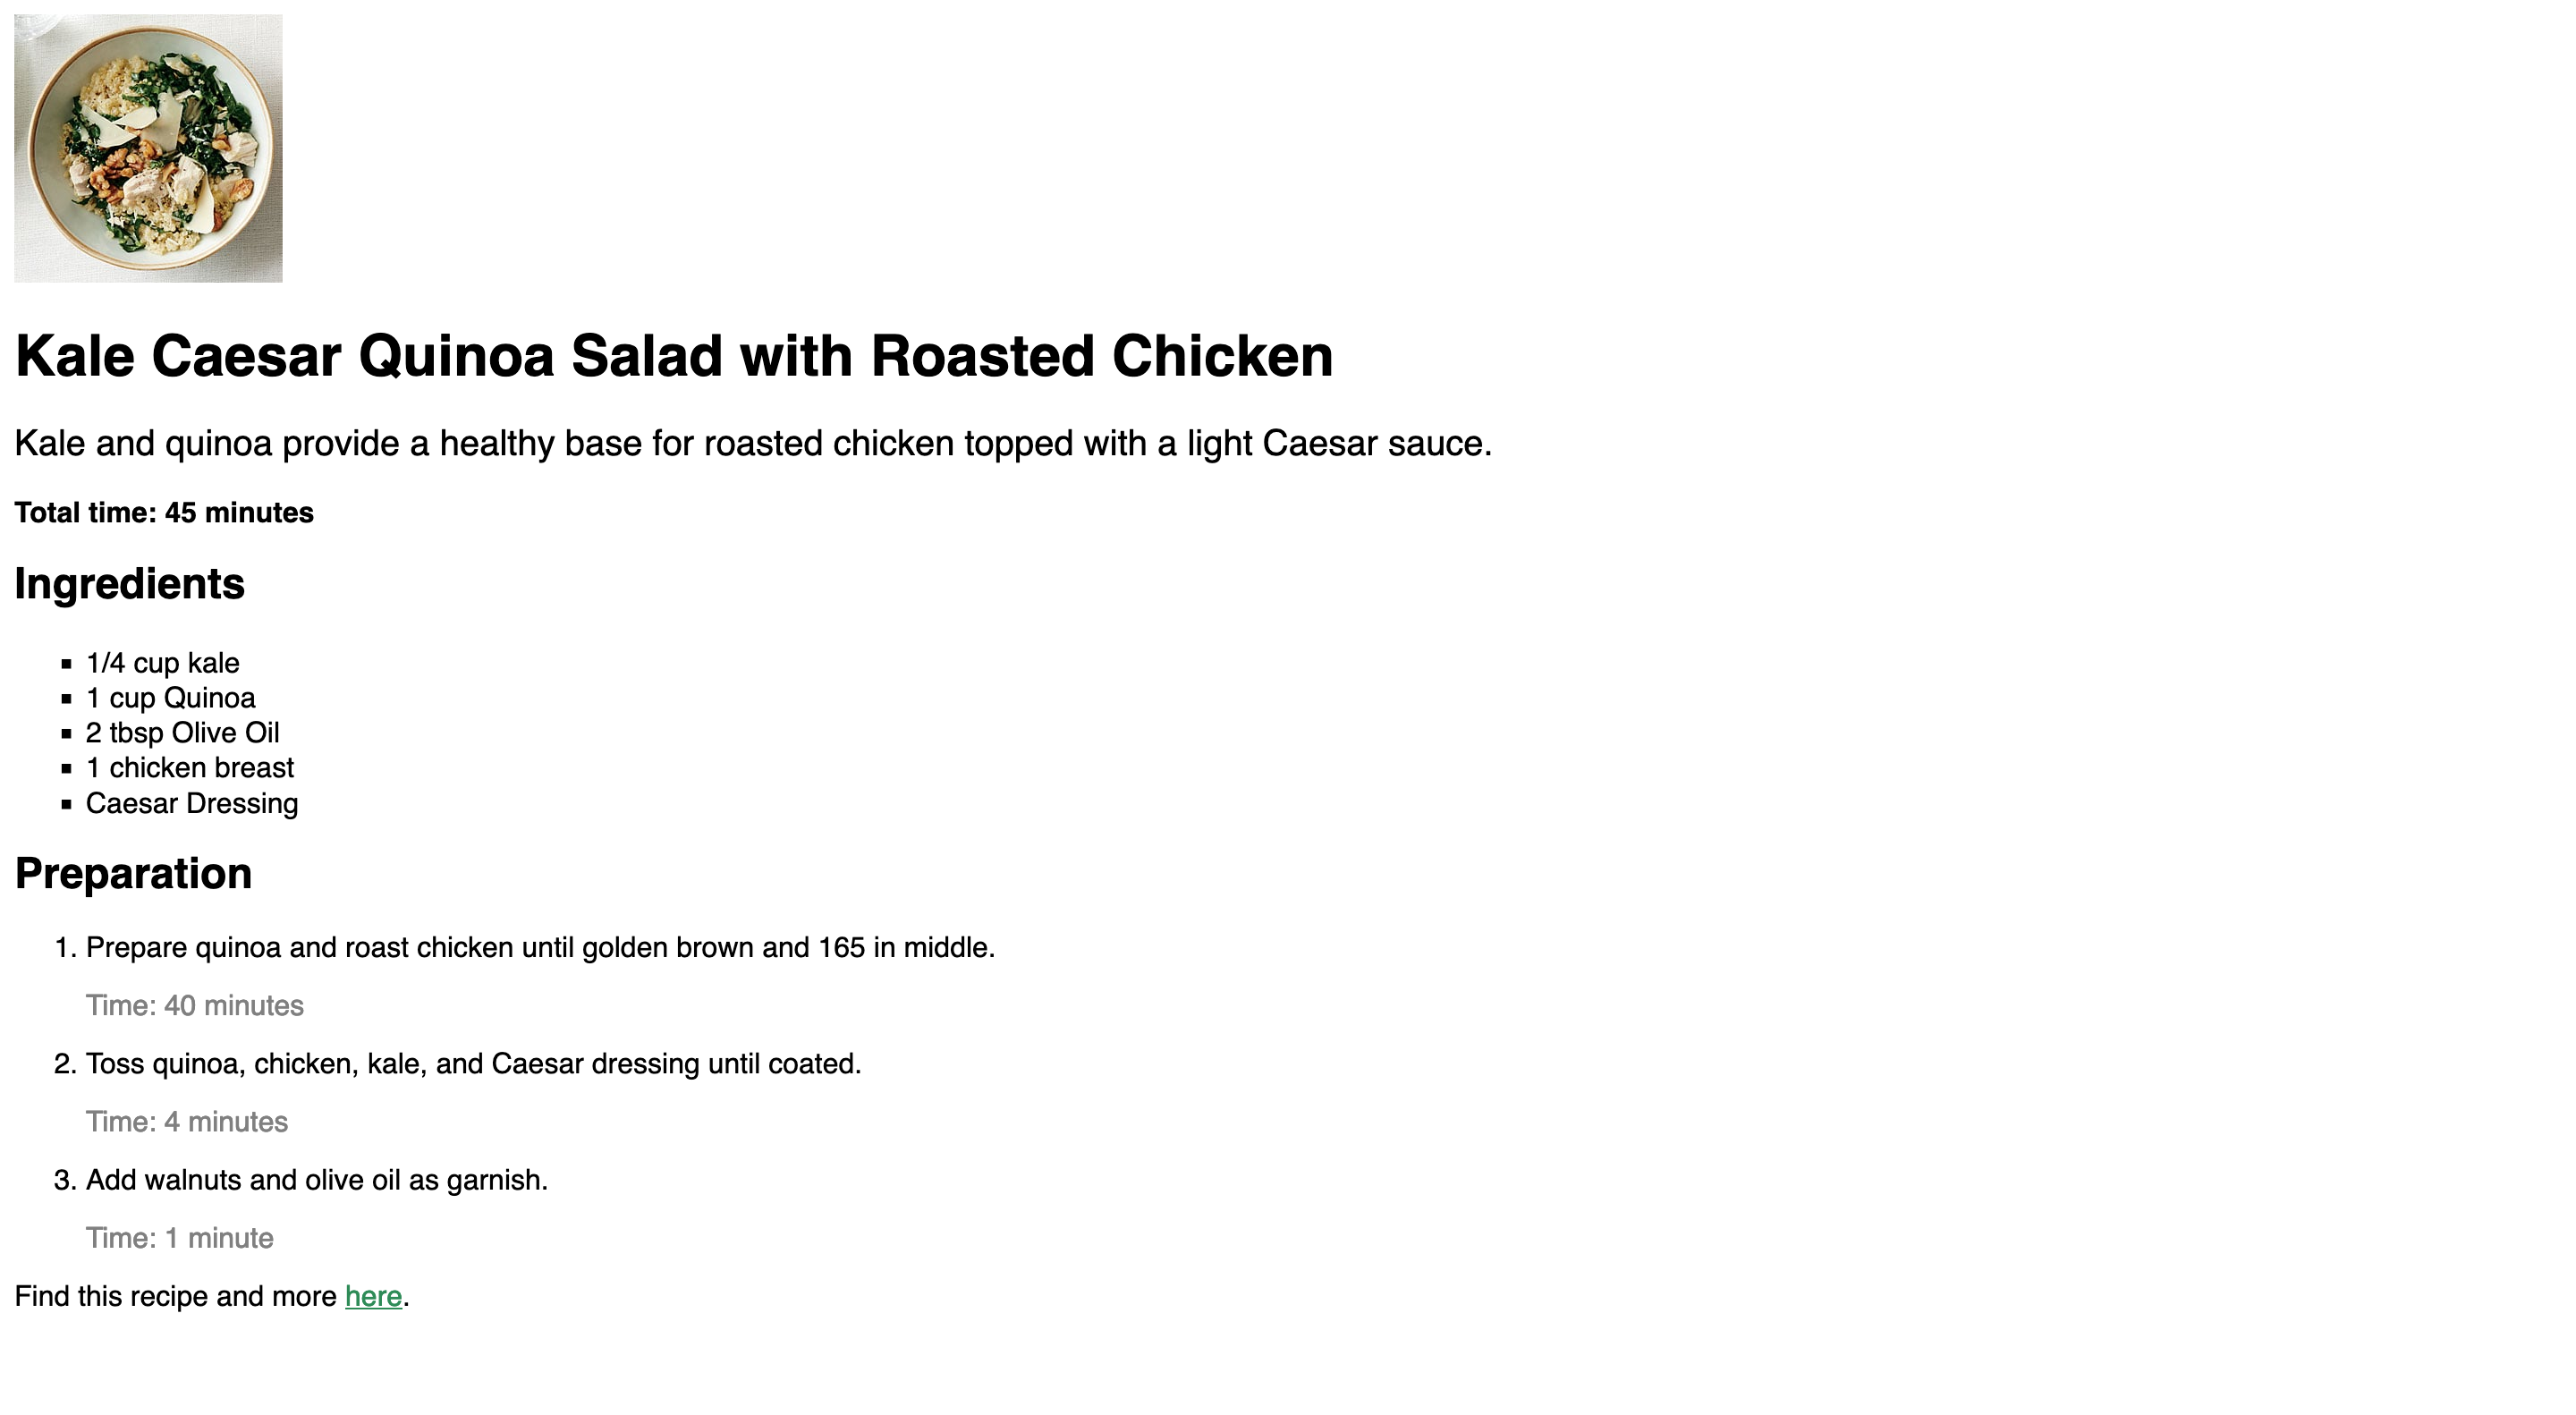 Kale Caesar Quinoa Salad with Roasted Chicken
Kale and quinoa provide a healthy base for roasted chicken topped with a light Caesar sauce.
Total time: 45 minutes
Ingredients
▪ 1/4 cup kale
▪ 1 cup Quinoa
▪ 2 tbsp Olive Oil
▪ 1 chicken breast
▪ Caesar Dressing
Preparation
1. Prepare quinoa and roast chicken until golden brown and 165 in middle.
Time: 40 minutes
2. Toss quinoa, chicken, kale, and Caesar dressing until coated.
Time: 4 minutes
3. Add walnuts and olive oil as garnish.
Time: 1 minute
Find this recipe and more here.